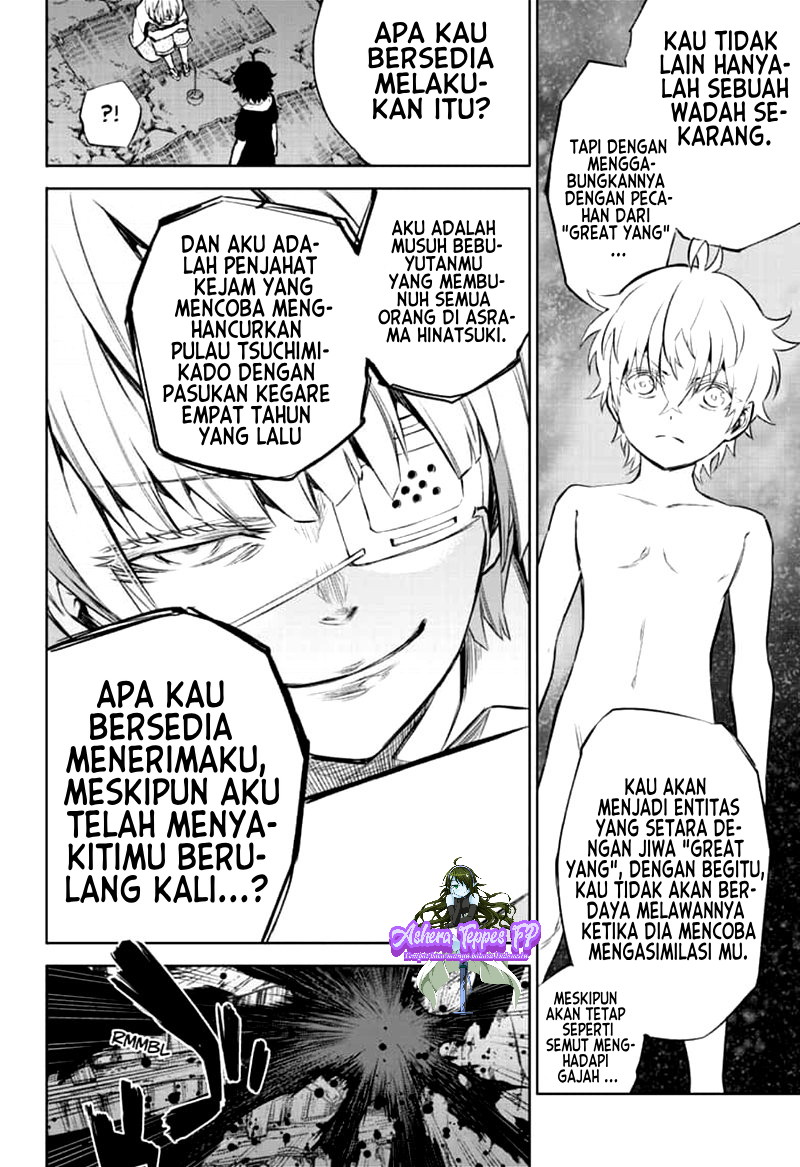 KAU TIDAK
LAIN HANYA-
LAH SEBUAH
WADAH SE-
KARANG.
TAPI DENGAN
MENGGA-
BUNGKANNYA
DENGAN PECA-
HAN DARI
"GREAT YANG"
...
KAU AKAN
MENJADI ENTITAS
YANG SETARA DE-
NGAN JIWA "GREAT
YANG", DENGAN BEGITU,
KAU TIDAK AKAN BER-
DAYA MELAWANNYA
KETIKA DIA MENCOBA
MENGASIMILASI MU.
MESKIPUN
AKAN TETAP
SEPERTI
SEMUT MENG-
HADAPI
GAJAH ...
APA KAU
BERSEDIA
MELAKU-
KAN ITU?
?!
AKU ADALAH
MUSUH BEBU-
YUTANMU
YANG MEMBU-
NUH SEMUA
ORANG DI ASRA-
MA HINATSUKI.
DAN AKU ADA-
LAH PENJAHAT
KEJAM YANG
MENCOBA MENG-
HANCURKAN
PULAU TSUCHIMI-
KADO DENGAN
PASUKAN KEGARE
EMPAT TAHUN
YANG LALU
APA KAU
BERSEDIA
MENERIMAKU,
MESKIPUN AKU
TELAH MENYA-
KITIMU BERU-
LANG KALI...?
Ashera Teppes FP
RMMBL